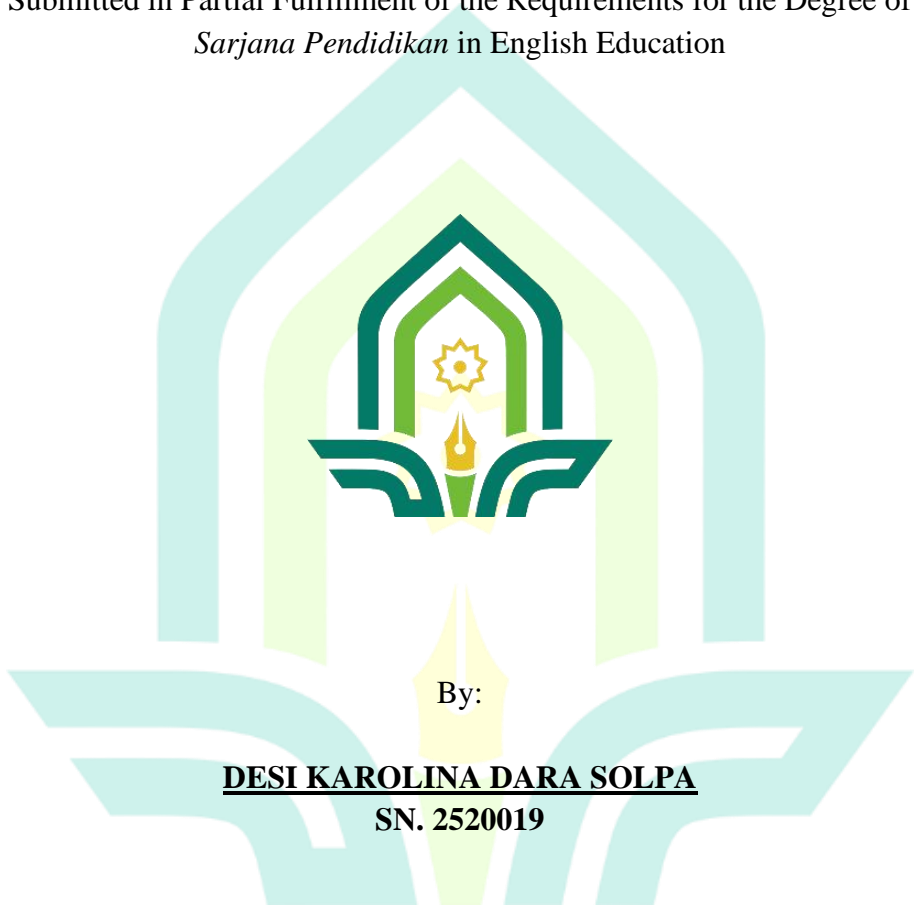 Submitted in Partial Fulfillment of the Requirements for the Degree of
Sarjana Pendidikan in English Education
By:
DESI KAROLINA DARA SOLPA
SN. 2520019